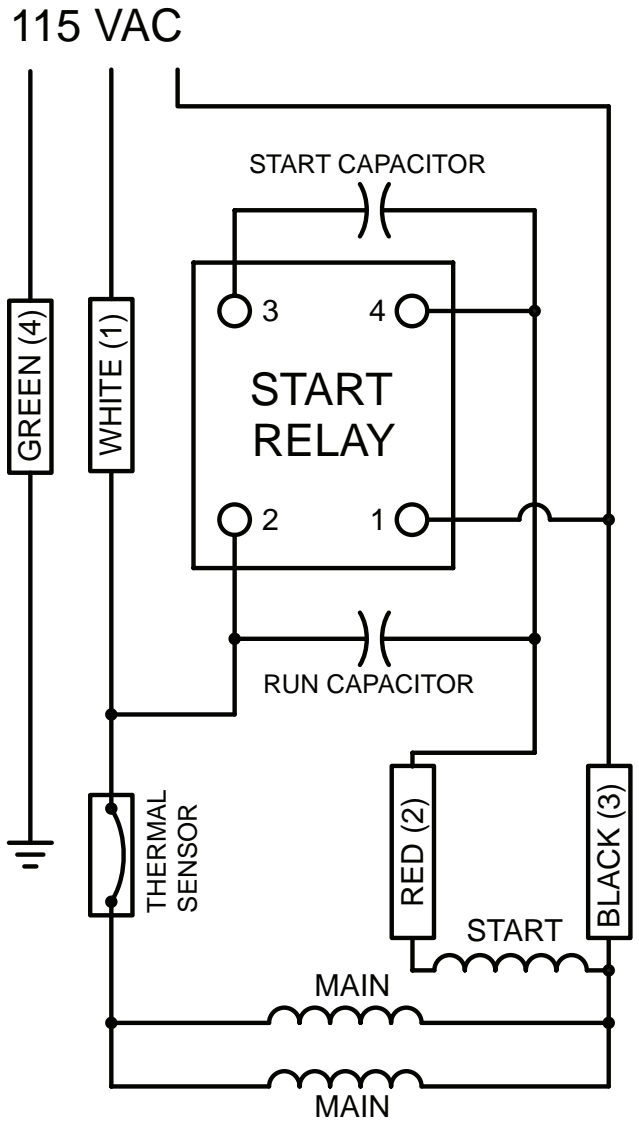 115 VAC
START CAPACITOR
3
4
START
RELAY
2
1
GREEN (4)
WHITE (1)
RUN CAPACITOR
THERMAL
SENSOR
RED (2)
BLACK (3)
START
MAIN
MAIN